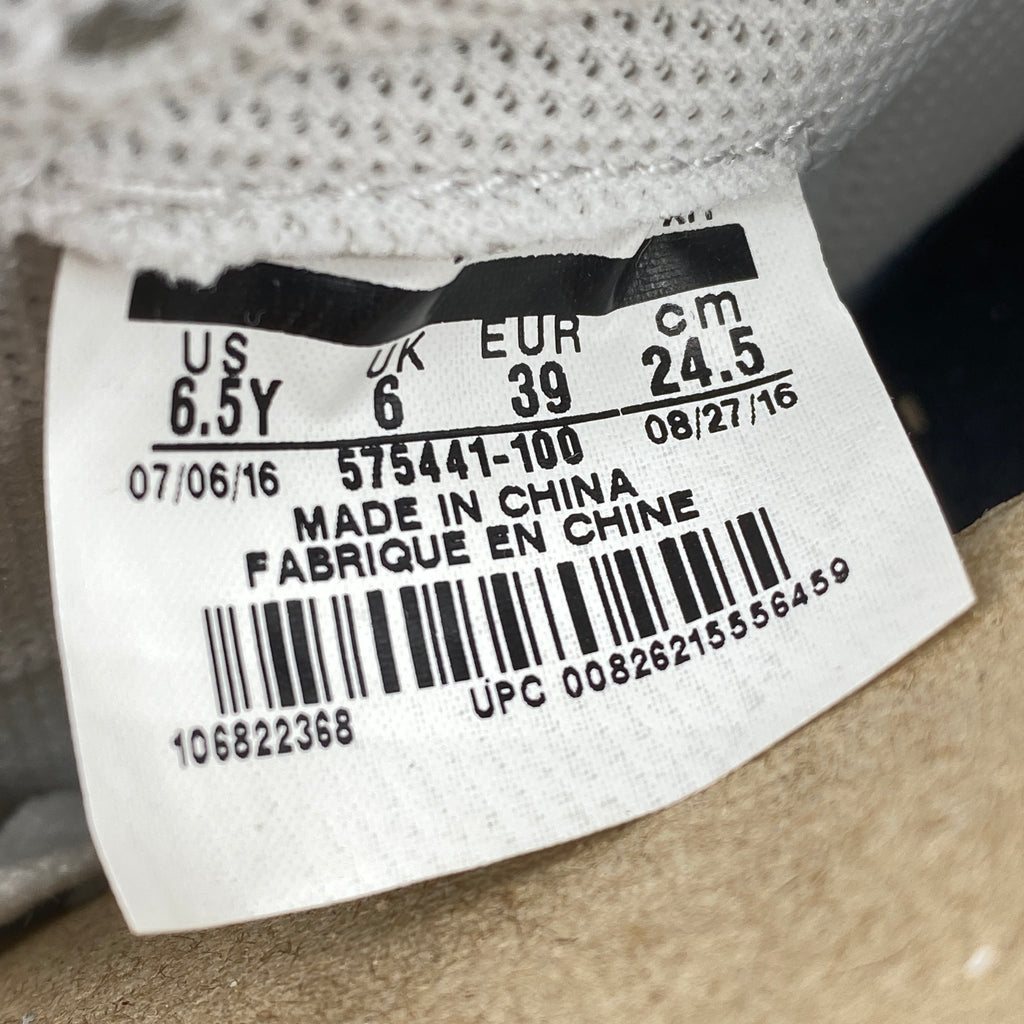 US UK EUR cm
6.5Y 6 39 24.5
07/06/16 575441-100 08/27/16
MADE IN CHINA
FABRIQUE EN CHINE
UPC 00826215556459
106822368